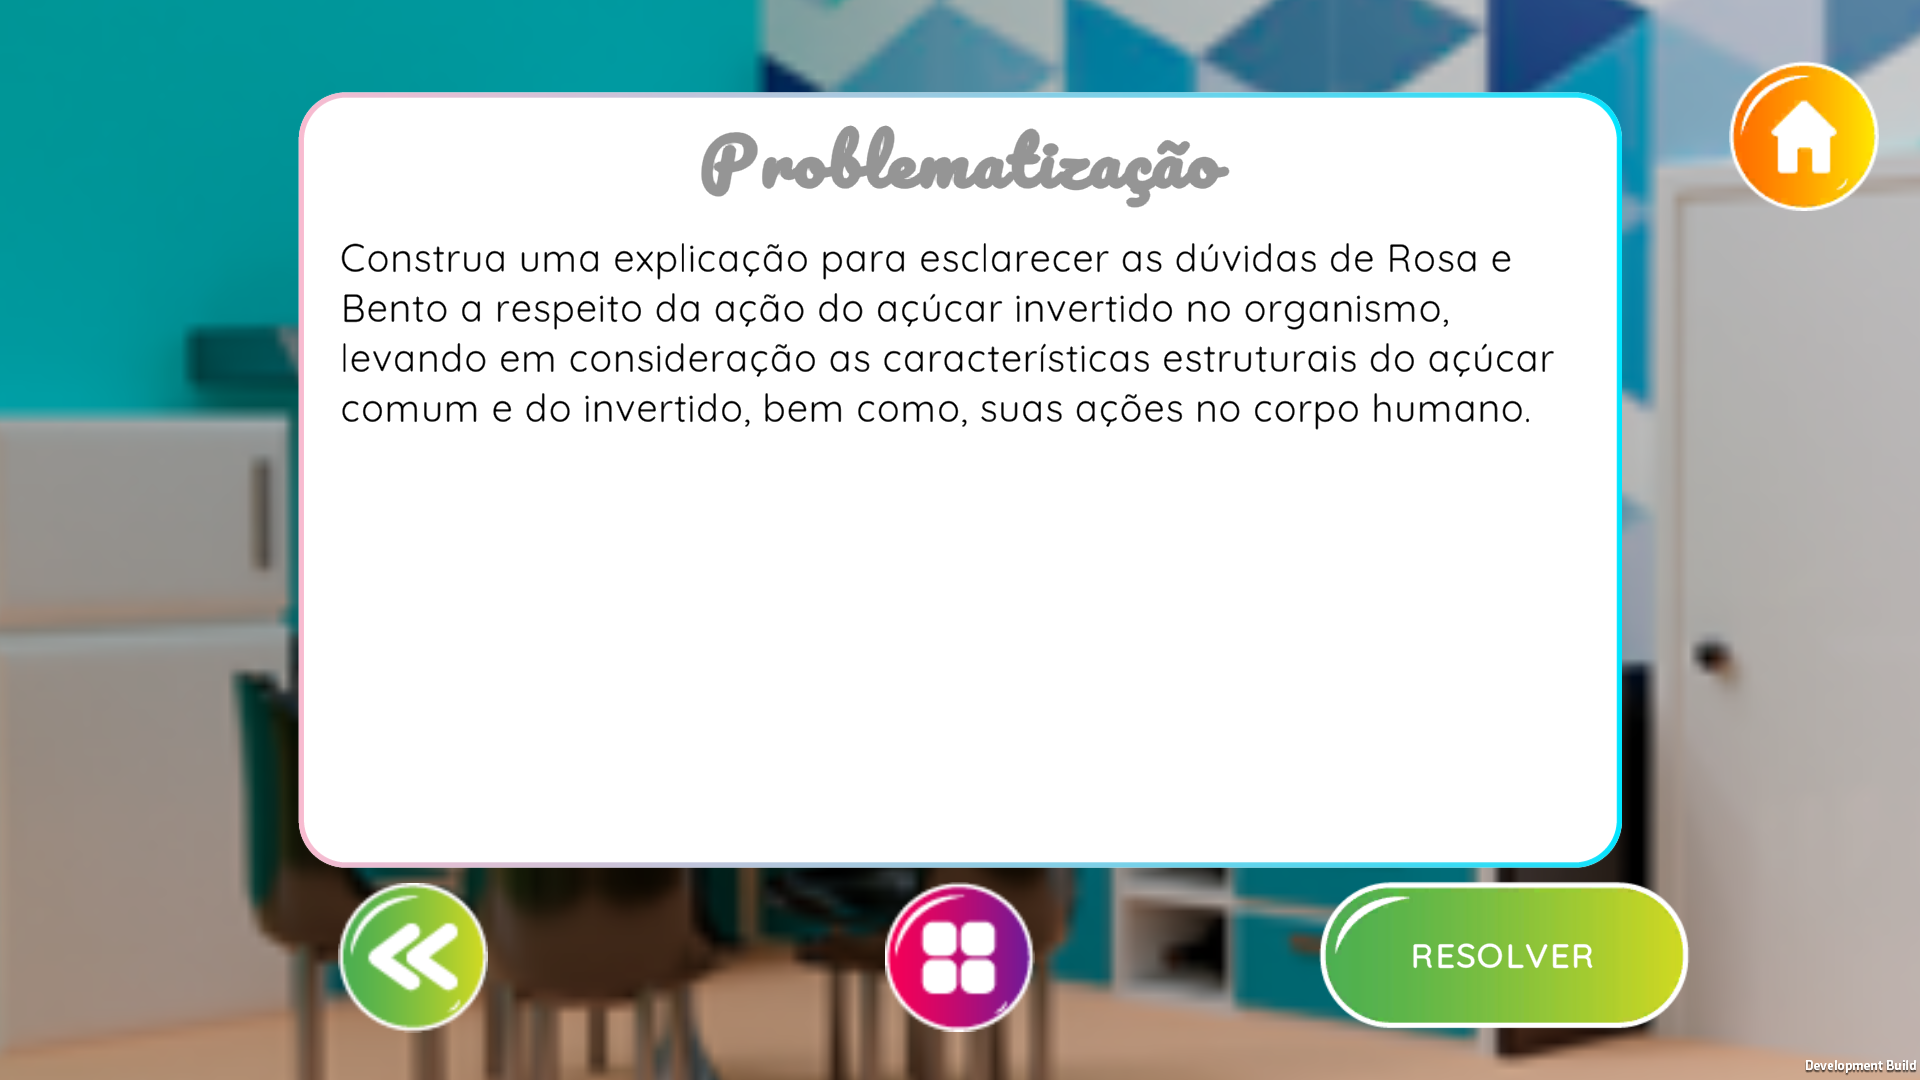 Problematização
Construa uma explicação para esclarecer as dúvidas de Rosa e
Bento a respeito da ação do açúcar invertido no organismo,
levando em consideração as características estruturais do açúcar
comum e do invertido, bem como, suas ações no corpo humano.
RESOLVER
Development Build